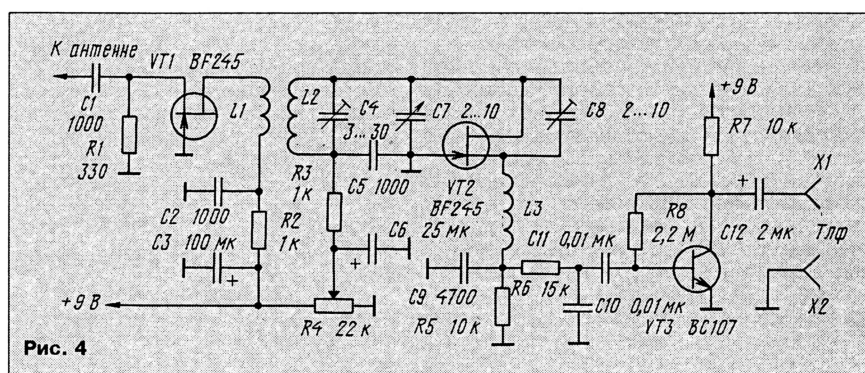 К антенне
VT1 BF245
C1
1000
R1
330
L1
L2
C4
3...30
C7
2...10
C8 2...10
+9 В
R7 10 к
R3
1 к
C5 1000
VT2
BF245
L3
C2 1000
C3 100 мк
+
R2
1 к
C6
25 мк
+
C11 0,01 мк
R8
2,2 М
+
C12 2 мк
X1
Тлф
X2
+9 В
R4 22 к
C9 4700
R5 10 к
R6 15 к
C10
0,01 мк
VT3 BC107
Рис. 4